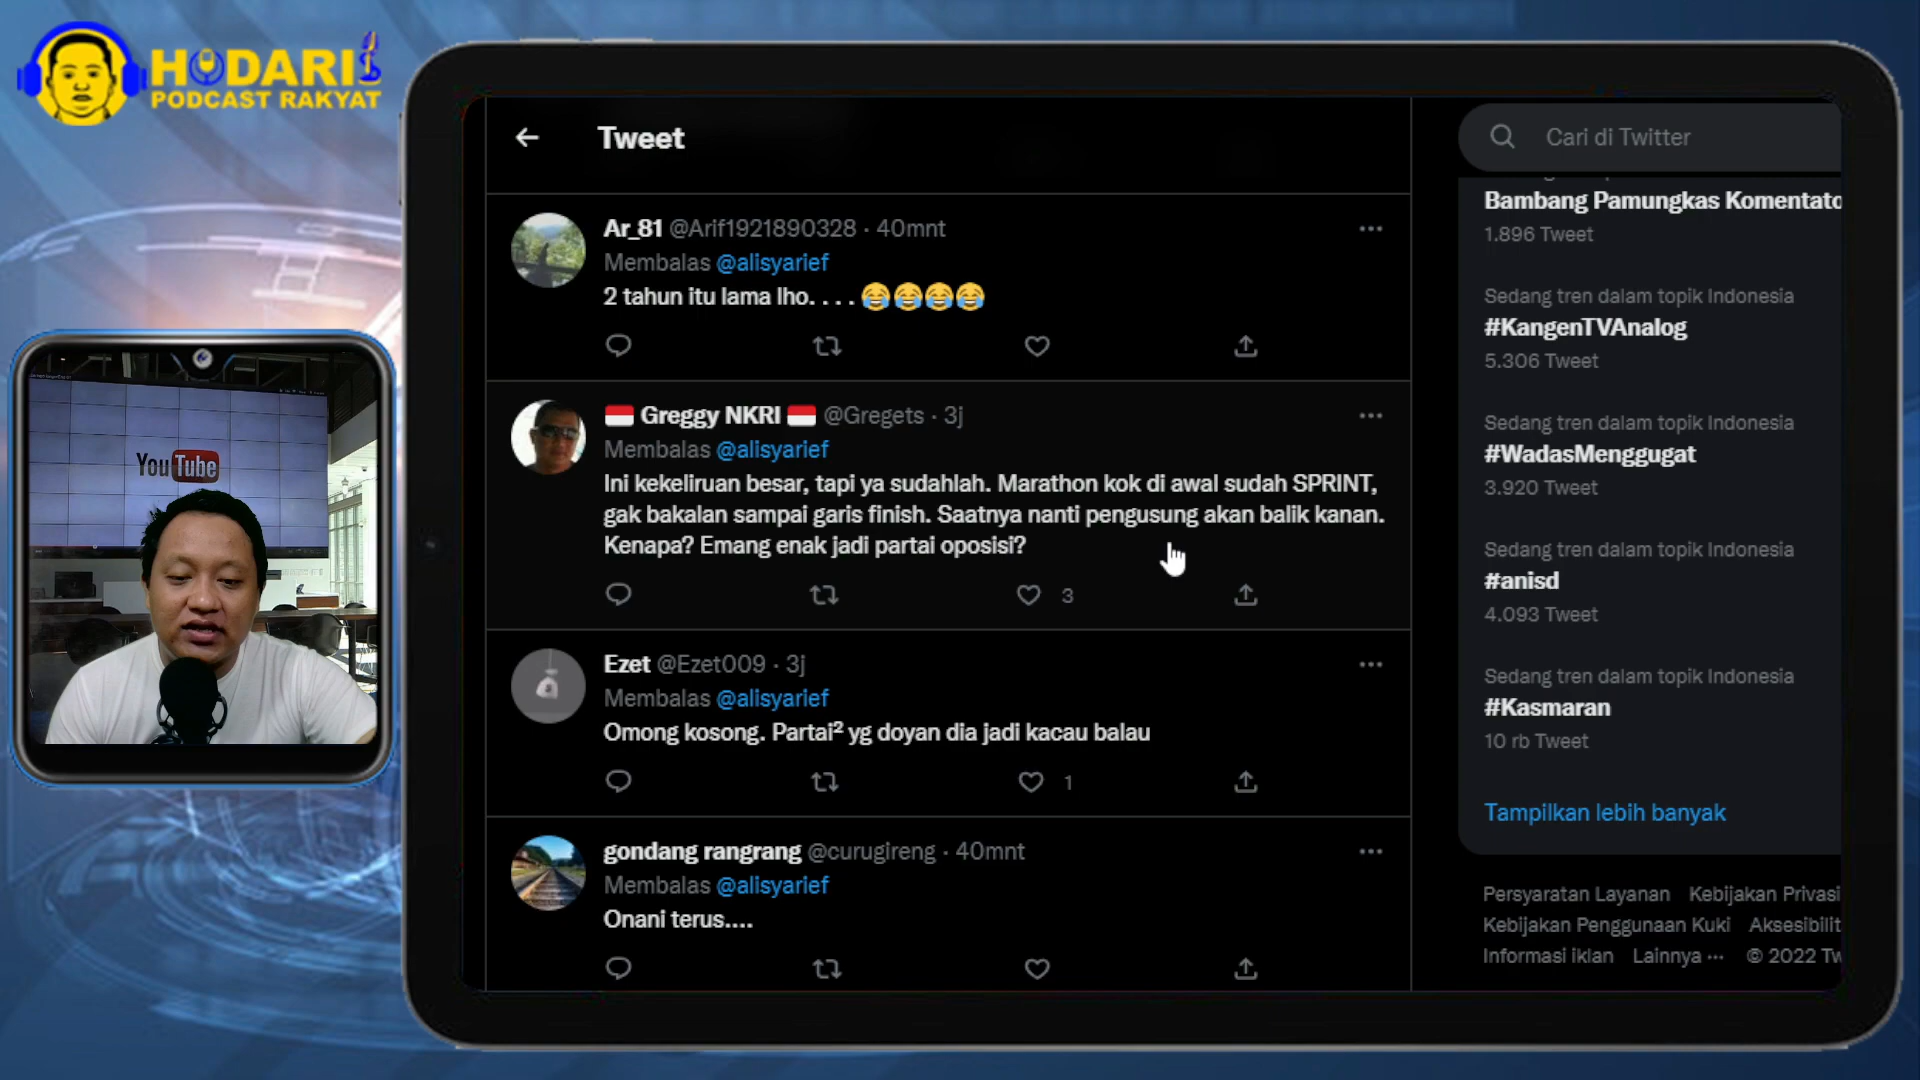 HODARI
PODCAST RAKYAT
YouTube
Tweet
Ar_81 @Arif1921890328 · 40mnt
Membalas @alisyarief
2 tahun itu lama lho. . . . 😂😂😂😂
🇮🇩 Greggy NKRI 🇮🇩 @Gregets · 3j
Membalas @alisyarief
Ini kekeliruan besar, tapi ya sudahlah. Marathon kok di awal sudah SPRINT,
gak bakalan sampai garis finish. Saatnya nanti pengusung akan balik kanan.
Kenapa? Emang enak jadi partai oposisi?
3
Ezet @Ezet009 · 3j
Membalas @alisyarief
Omong kosong. Partai² yg doyan dia jadi kacau balau
1
gondang rangrang @curugireng · 40mnt
Membalas @alisyarief
Onani terus....
Cari di Twitter
Bambang Pamungkas Komentato
1.896 Tweet
Sedang tren dalam topik Indonesia
#KangenTVAnalog
5.306 Tweet
Sedang tren dalam topik Indonesia
#WadasMenggugat
3.920 Tweet
Sedang tren dalam topik Indonesia
#anisd
4.093 Tweet
Sedang tren dalam topik Indonesia
#Kasmaran
10 rb Tweet
Tampilkan lebih banyak
Persyaratan Layanan Kebijakan Privasi
Kebijakan Penggunaan Kuki Aksesibilit
Informasi iklan Lainnya ··· © 2022 Tw